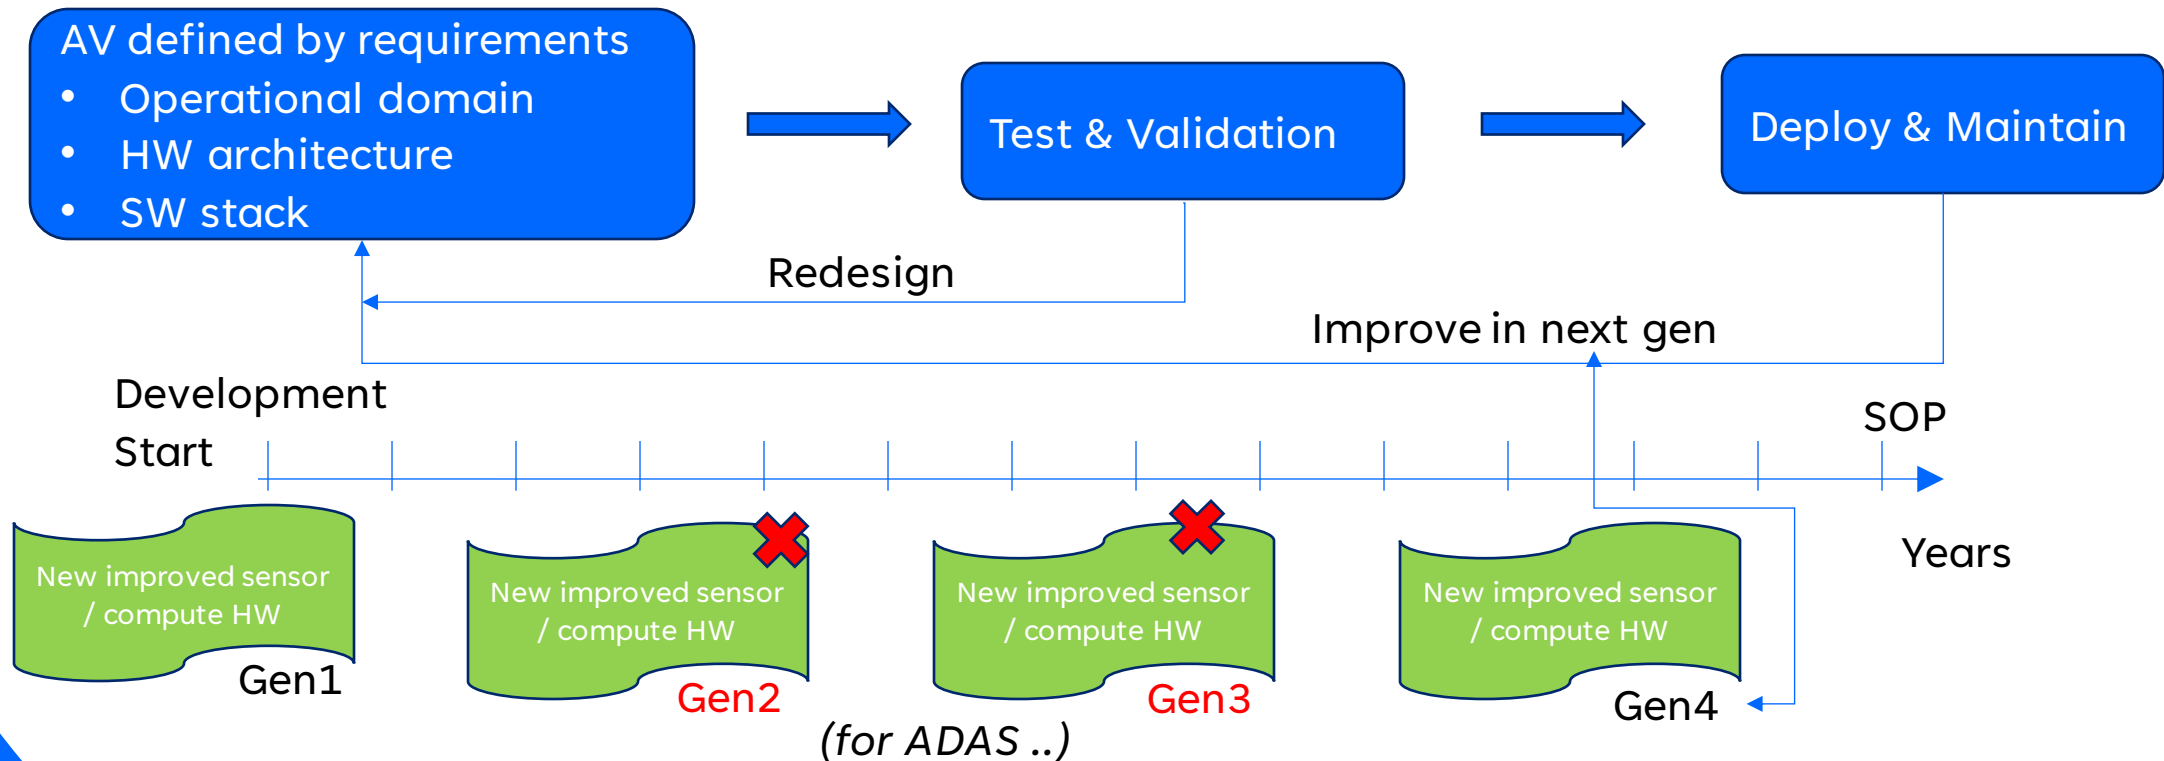 AV defined by requirements
• Operational domain
• HW architecture
• SW stack
Test & Validation
Deploy & Maintain
Redesign
Improve in next gen
Development
Start
SOP
Years
New improved sensor
/ compute HW
Gen1
New improved sensor
/ compute HW
Gen2
New improved sensor
/ compute HW
Gen3
New improved sensor
/ compute HW
Gen4
(for ADAS ..)